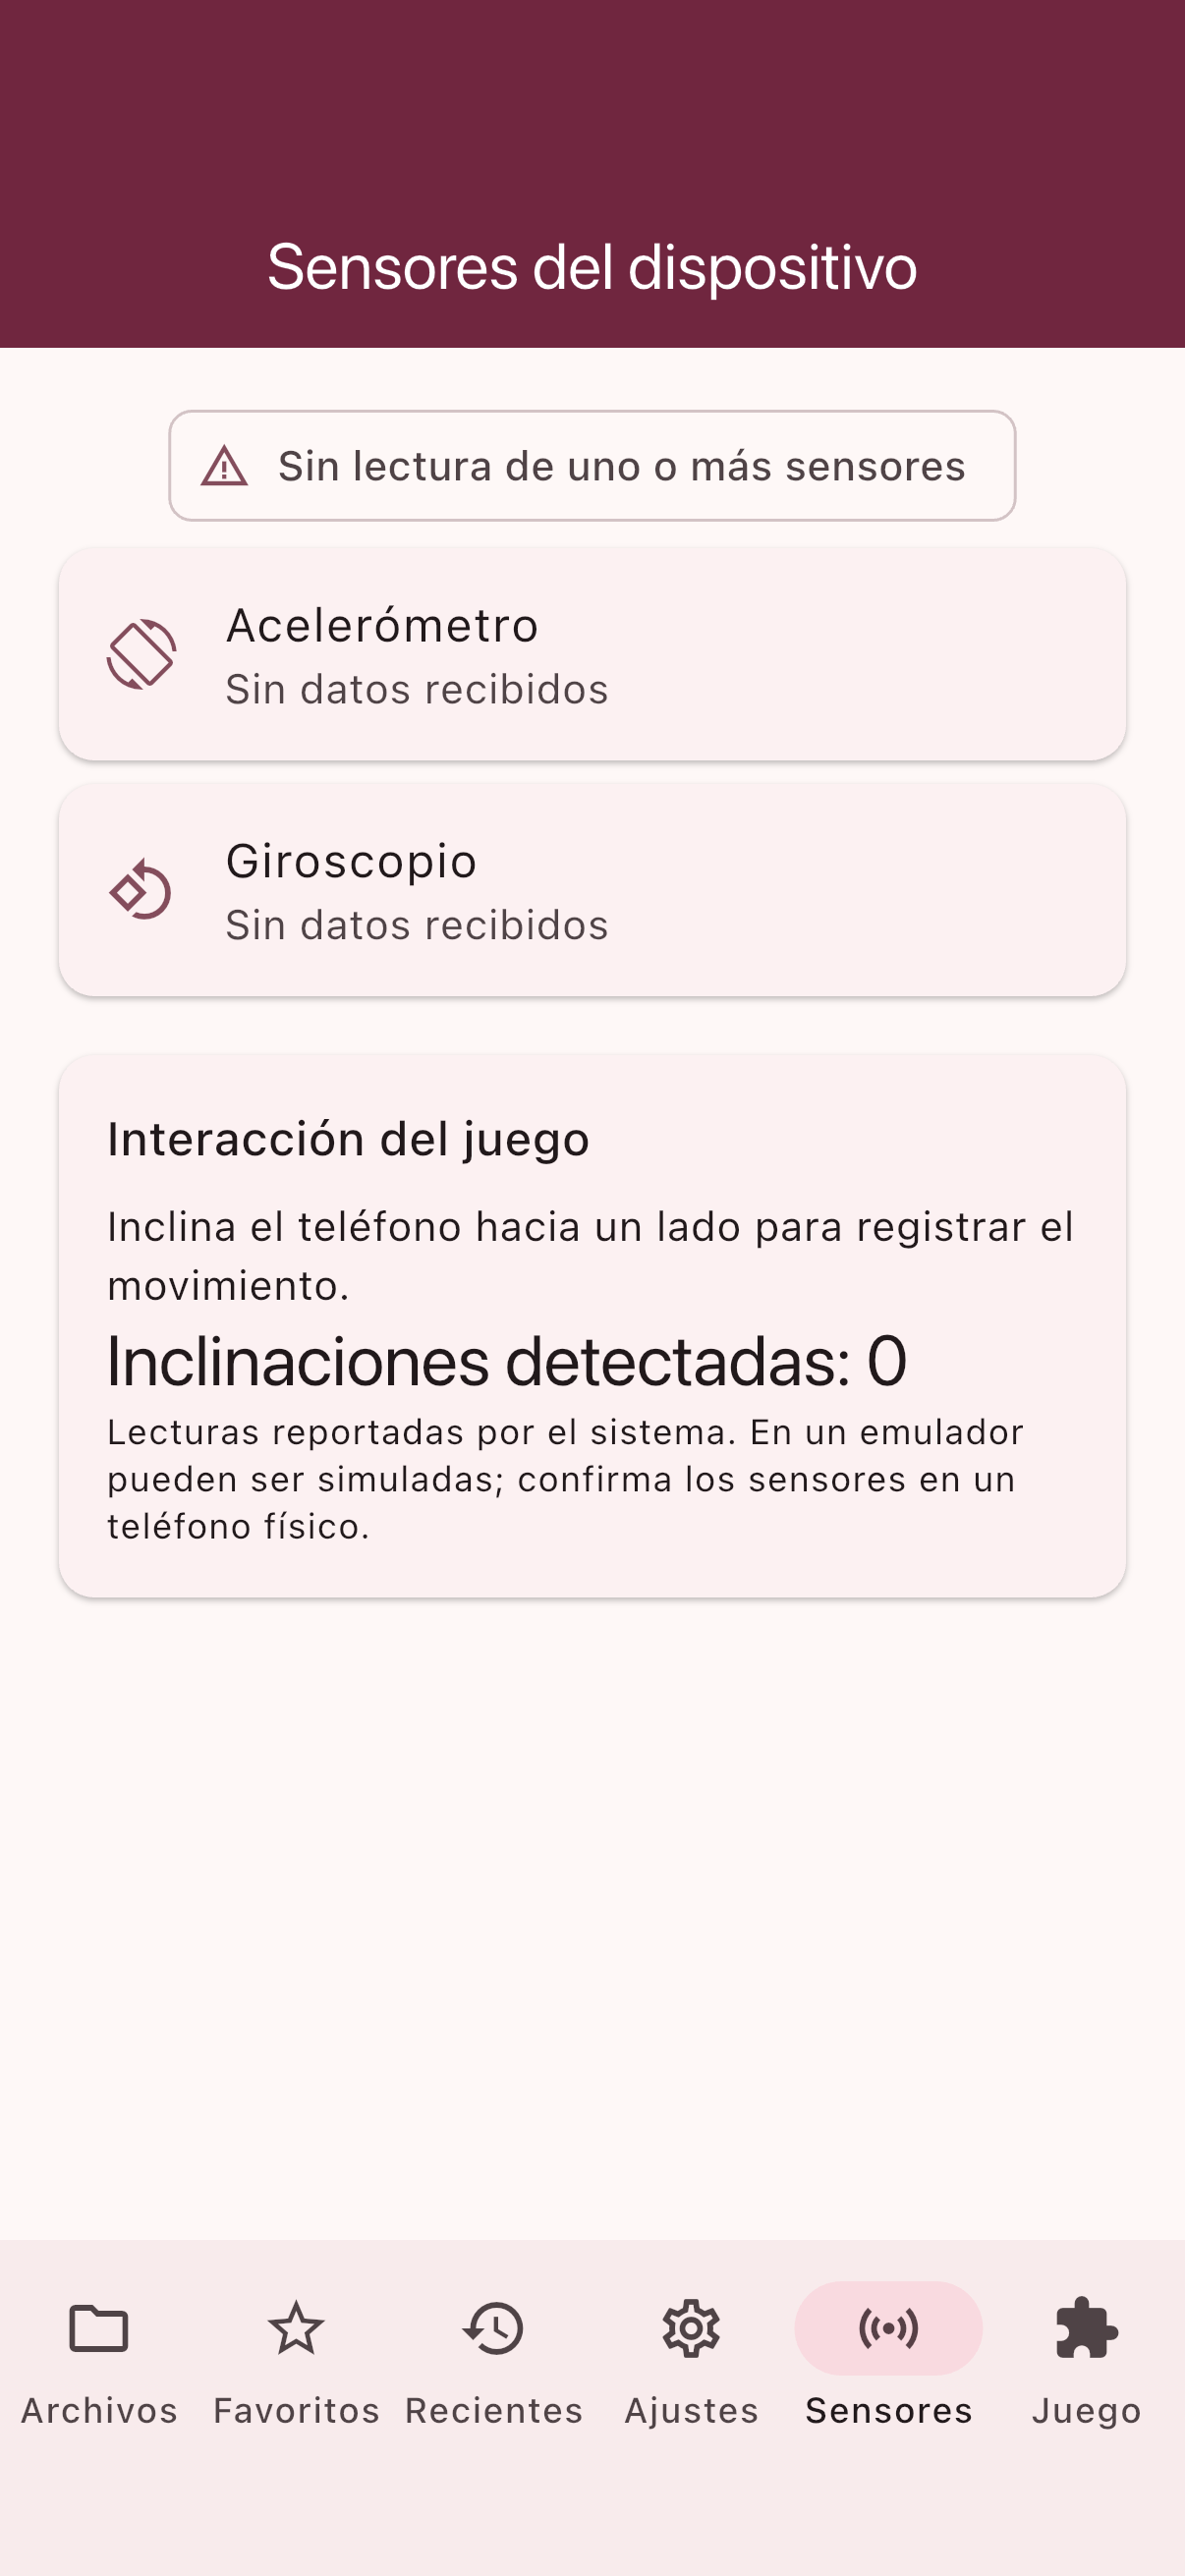 Sensores del dispositivo
Sin lectura de uno o más sensores
Acelerómetro
Sin datos recibidos
Giroscopio
Sin datos recibidos
Interacción del juego
Inclina el teléfono hacia un lado para registrar el
movimiento.
Inclinaciones detectadas: 0
Lecturas reportadas por el sistema. En un emulador
pueden ser simuladas; confirma los sensores en un
teléfono físico.
Archivos Favoritos Recientes Ajustes Sensores Juego